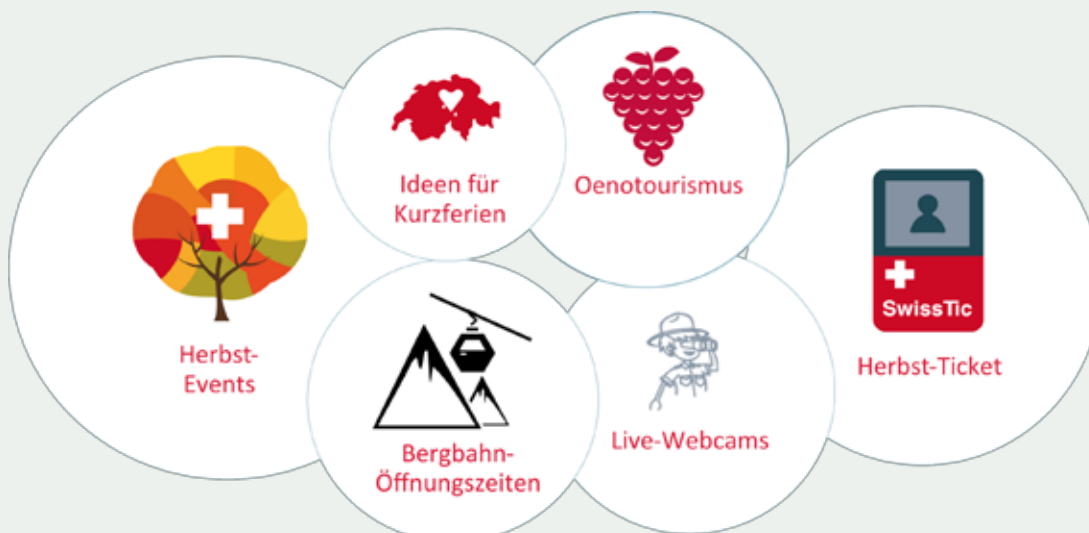 Herbst-
Events
Ideen für
Kurzferien
Oenotourismus
Bergbahn-
Öffnungszeiten
Live-Webcams
SwissTic
Herbst-Ticket